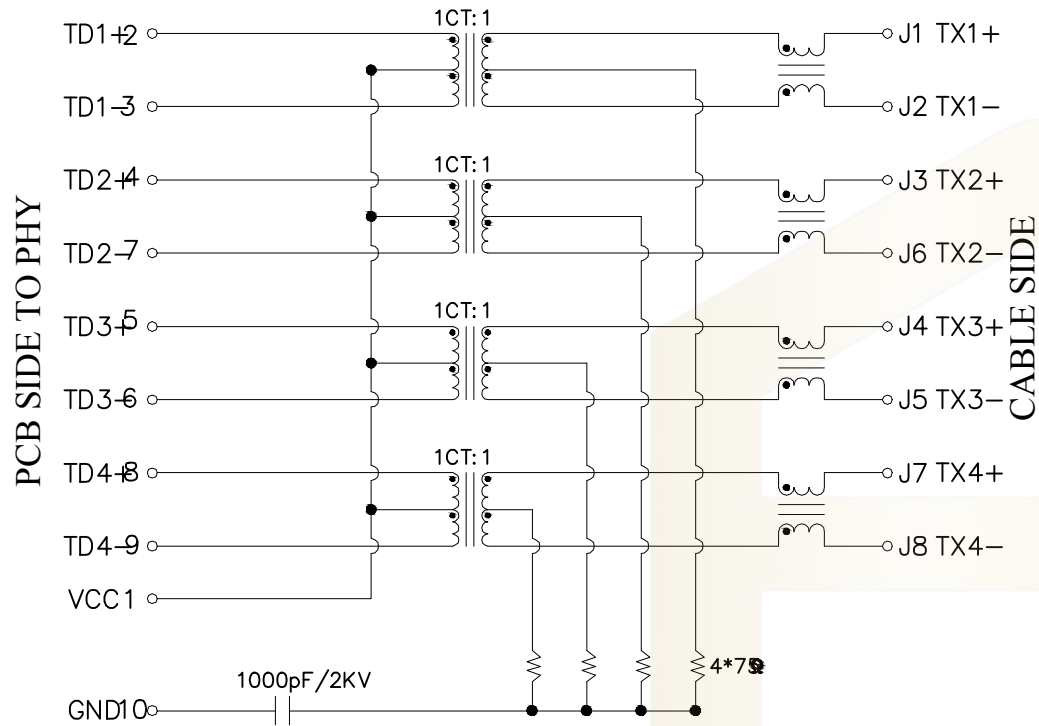 1CT:1
TD1+2
J1 TX1+
TD1-3
J2 TX1-
1CT:1
TD2+4
J3 TX2+
TD2-7
J6 TX2-
1CT:1
TD3+5
J4 TX3+
TD3-6
J5 TX3-
1CT:1
TD4+8
J7 TX4+
TD4-9
J8 TX4-
VCC1
4*75Ω
1000pF/2KV
GND10
PCB SIDE TO PHY
CABLE SIDE